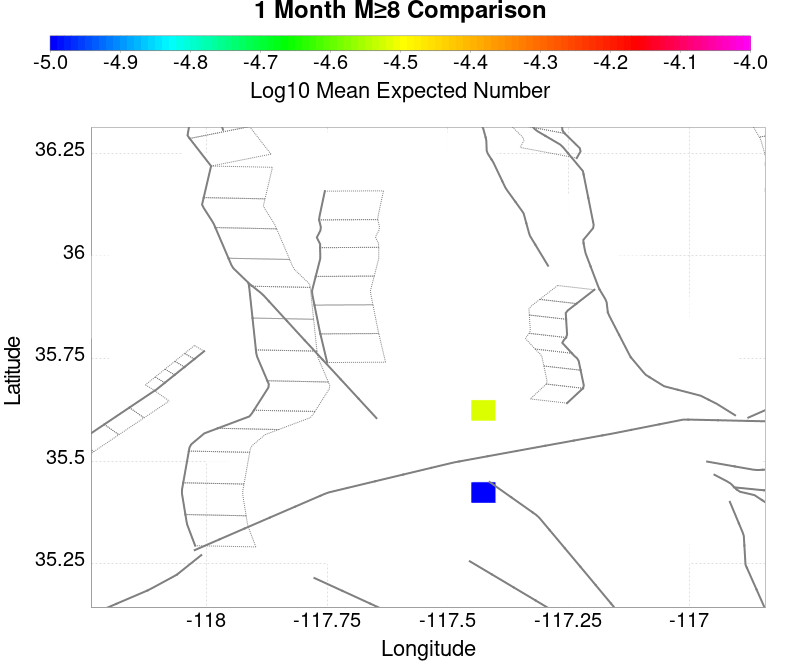 1 Month M≥8 Comparison
-5.0 -4.9 -4.8 -4.7 -4.6 -4.5 -4.4 -4.3 -4.2 -4.1 -4.0
Log10 Mean Expected Number
36.25
36
35.75
35.5
35.25
Latitude
-118 -117.75 -117.5 -117.25 -117
Longitude